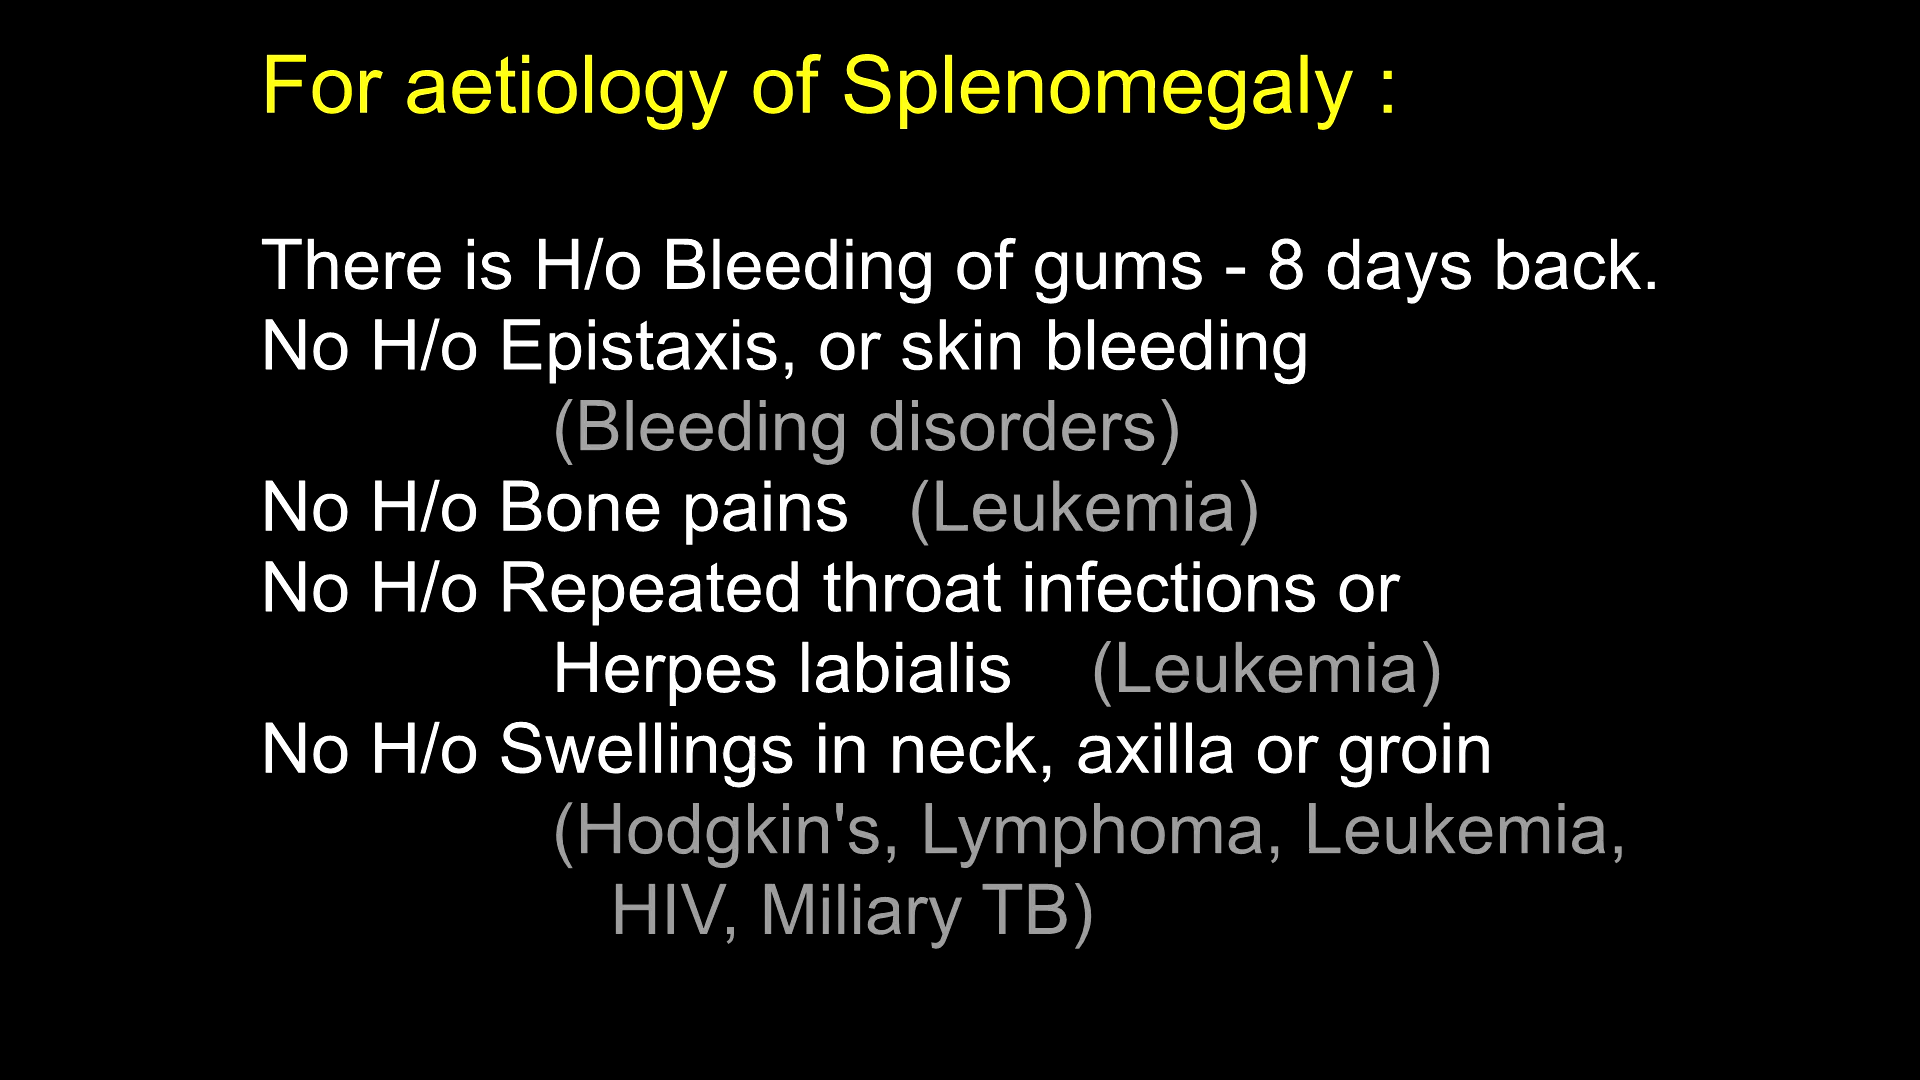 For aetiology of Splenomegaly :
There is H/o Bleeding of gums - 8 days back.
No H/o Epistaxis, or skin bleeding
(Bleeding disorders)
No H/o Bone pains (Leukemia)
No H/o Repeated throat infections or
Herpes labialis (Leukemia)
No H/o Swellings in neck, axilla or groin
(Hodgkin's, Lymphoma, Leukemia,
HIV, Miliary TB)